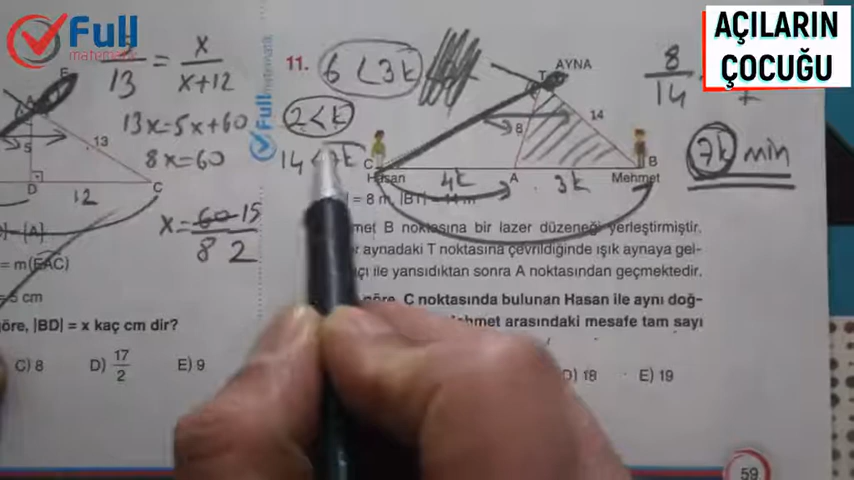 Full
matematik
AÇILARIN
ÇOCUĞU
3/13 = x/x+12
13x=5x+60
8x=60
x=60 15
8 2
5
13
A
D
12
C
= m(EAC)
= 5 cm
göre, |BD| = x kaç cm dir?
C) 8
D) 17/2
E) 9
Full matematik
11.
6 < 3k
2<k
14<7k
AYNA
T
8
14
C
Hasan
4k
A
3k
B
Mehmet
8
14
7k min
= 8 m, |BT| = 14 m
B noktasına bir lazer düzeneği yerleştirmiştir.
aynadaki T noktasına çevrildiğinde ışık aynaya gel-
ile yansıdıktan sonra A noktasından geçmektedir.
göre, C noktasında bulunan Hasan ile aynı doğ-
Mehmet arasındaki mesafe tam sayı
D) 18
E) 19
59